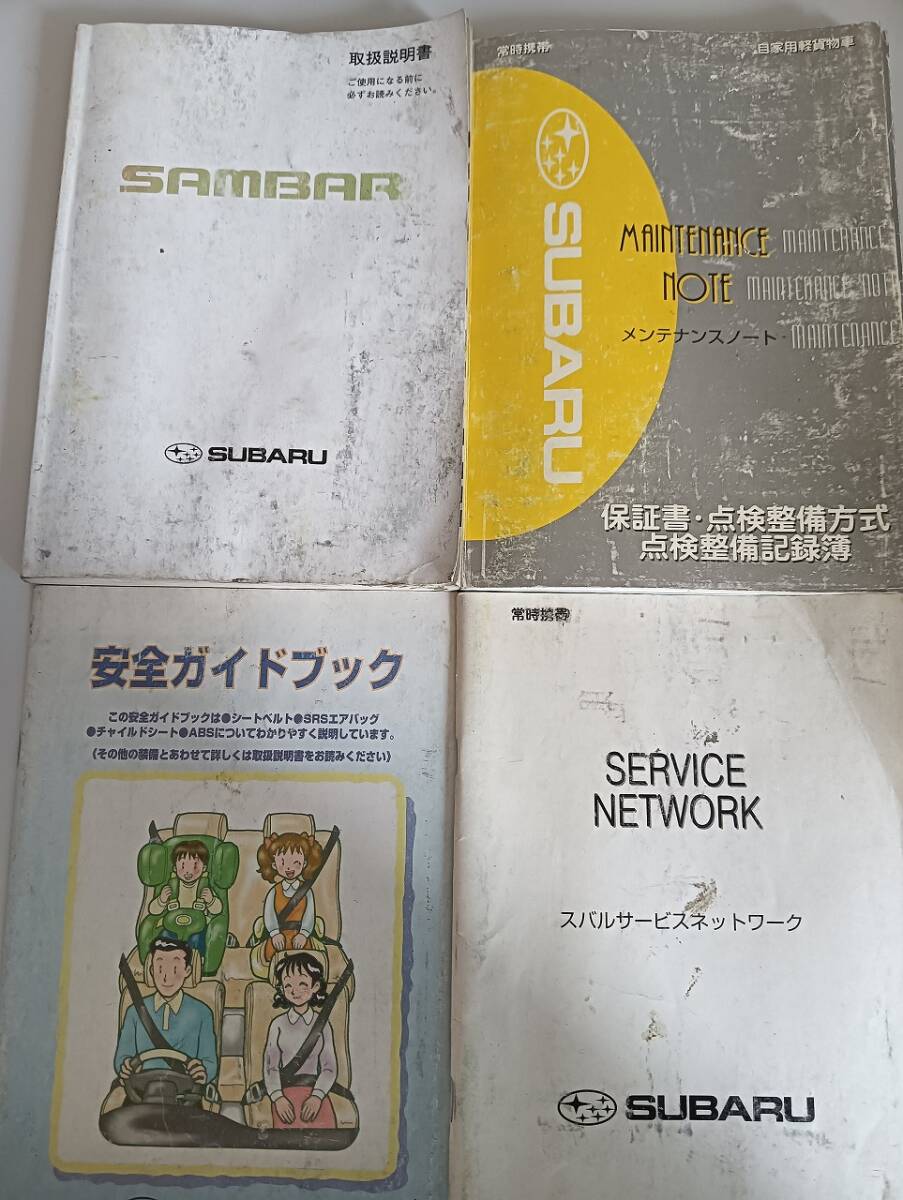 取扱説明書
ご使用になる前に
必ずお読みください。
SAMBAR
SUBARU
常時携帯
自家用軽貨物車
SUBARU
MAINTENANCE MAINTENANCE
NOTE MAINTENANCE NOTE
メンテナンスノート MAINTENANCE
保証書・点検整備方式
点検整備記録簿
安全ガイドブック
この安全ガイドブックは●シートベルト●SRSエアバッグ
●チャイルドシート●ABSについてわかりやすく説明しています。
(その他の装備とあわせて詳しくは取扱説明書をお読みください)
常時携帯
SERVICE
NETWORK
スバルサービスネットワーク
SUBARU